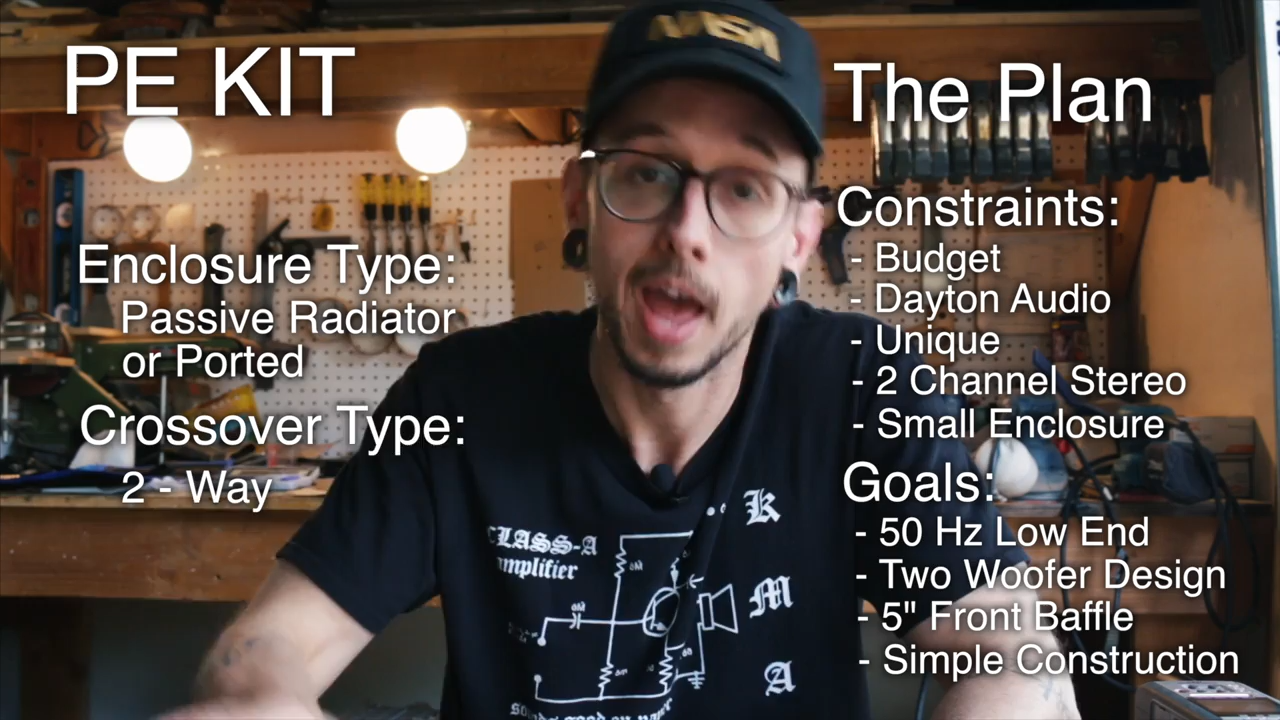 PE KIT
Enclosure Type:
Passive Radiator
or Ported
Crossover Type:
2 - Way
The Plan
Constraints:
- Budget
- Dayton Audio
- Unique
- 2 Channel Stereo
- Small Enclosure
Goals:
- 50 Hz Low End
- Two Woofer Design
- 5" Front Baffle
- Simple Construction
NASA
CLASS-A
amplifier
K
M
A